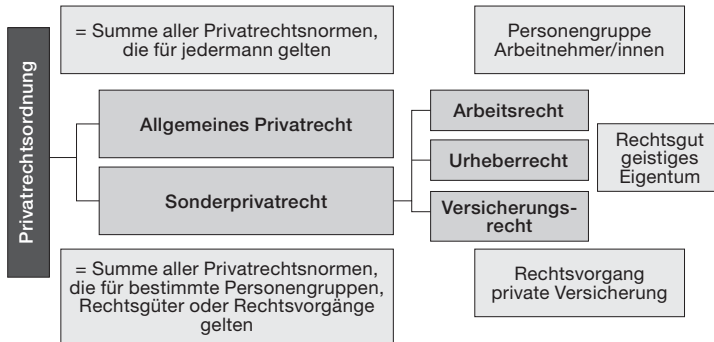 Privatrechtsordnung
= Summe aller Privatrechtsnormen,
die für jedermann gelten
Personengruppe
Arbeitnehmer/innen
Allgemeines Privatrecht
Sonderprivatrecht
Arbeitsrecht
Urheberrecht
Versicherungs-
recht
Rechtsgut
geistiges
Eigentum
= Summe aller Privatrechtsnormen,
die für bestimmte Personengruppen,
Rechtsgüter oder Rechtsvorgänge
gelten
Rechtsvorgang
private Versicherung